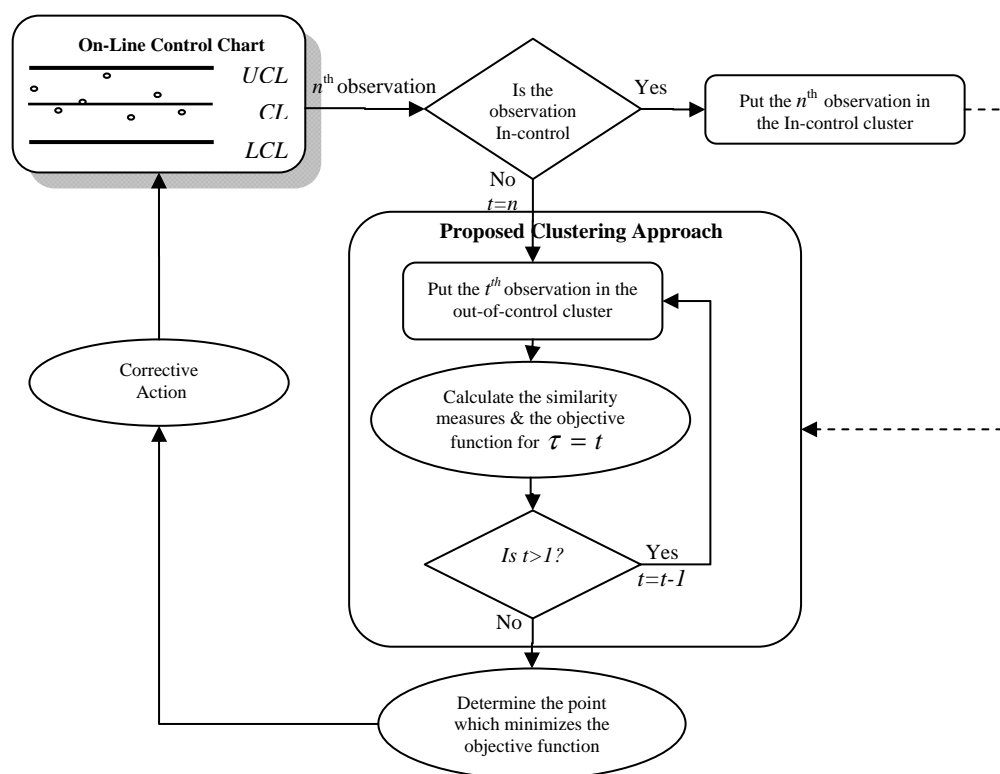 On-Line Control Chart
UCL
CL
LCL
nth observation
Is the
observation
In-control
Yes
Put the nth observation in
the In-control cluster
No
t=n
Proposed Clustering Approach
Put the tth observation in the
out-of-control cluster
Calculate the similarity
measures & the objective
function for τ = t
Is t>1?
Yes
t=t-1
No
Determine the point
which minimizes the
objective function
Corrective
Action